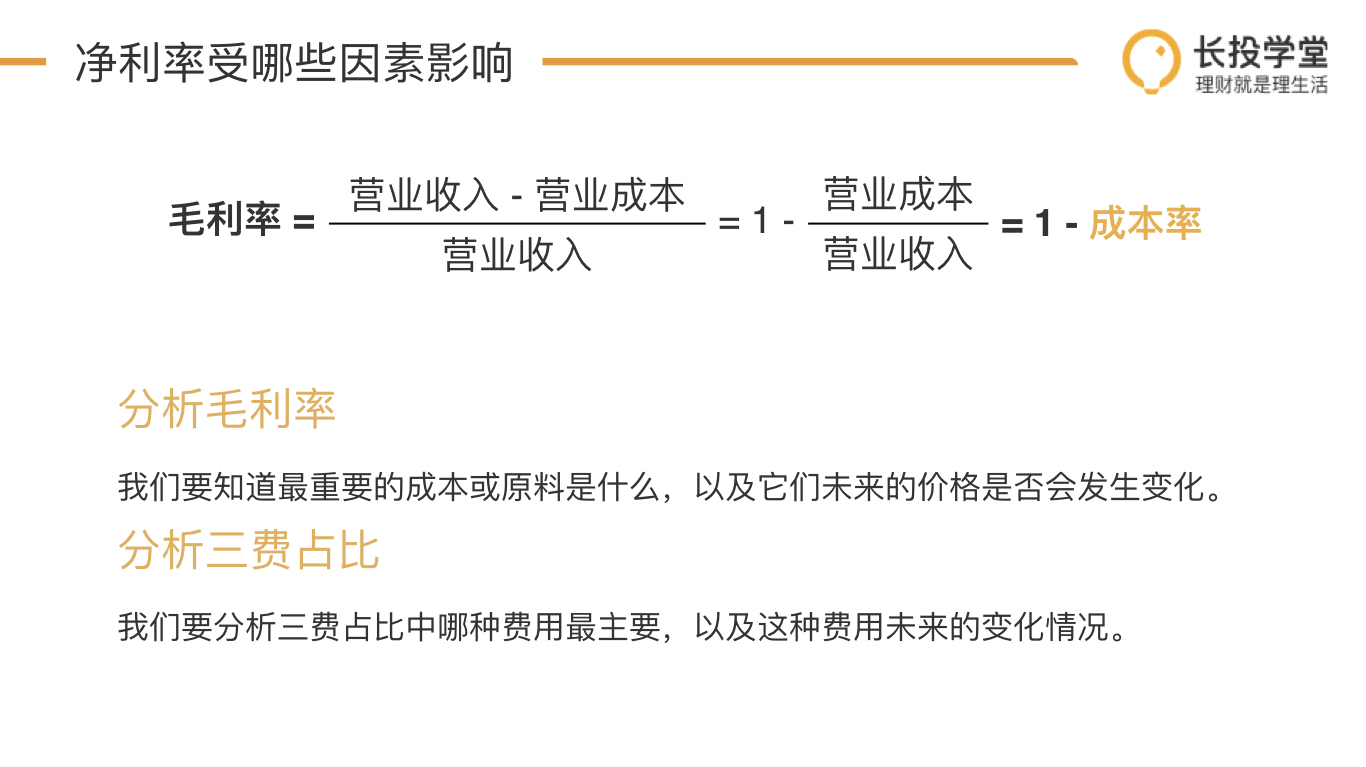 净利率受哪些因素影响
长投学堂
理财就是理生活
毛利率 = 营业收入 - 营业成本 / 营业收入 = 1 - 营业成本 / 营业收入 = 1 - 成本率
分析毛利率
我们要知道最重要的成本或原料是什么，以及它们未来的价格是否会发生变化。
分析三费占比
我们要分析三费占比中哪种费用最主要，以及这种费用未来的变化情况。